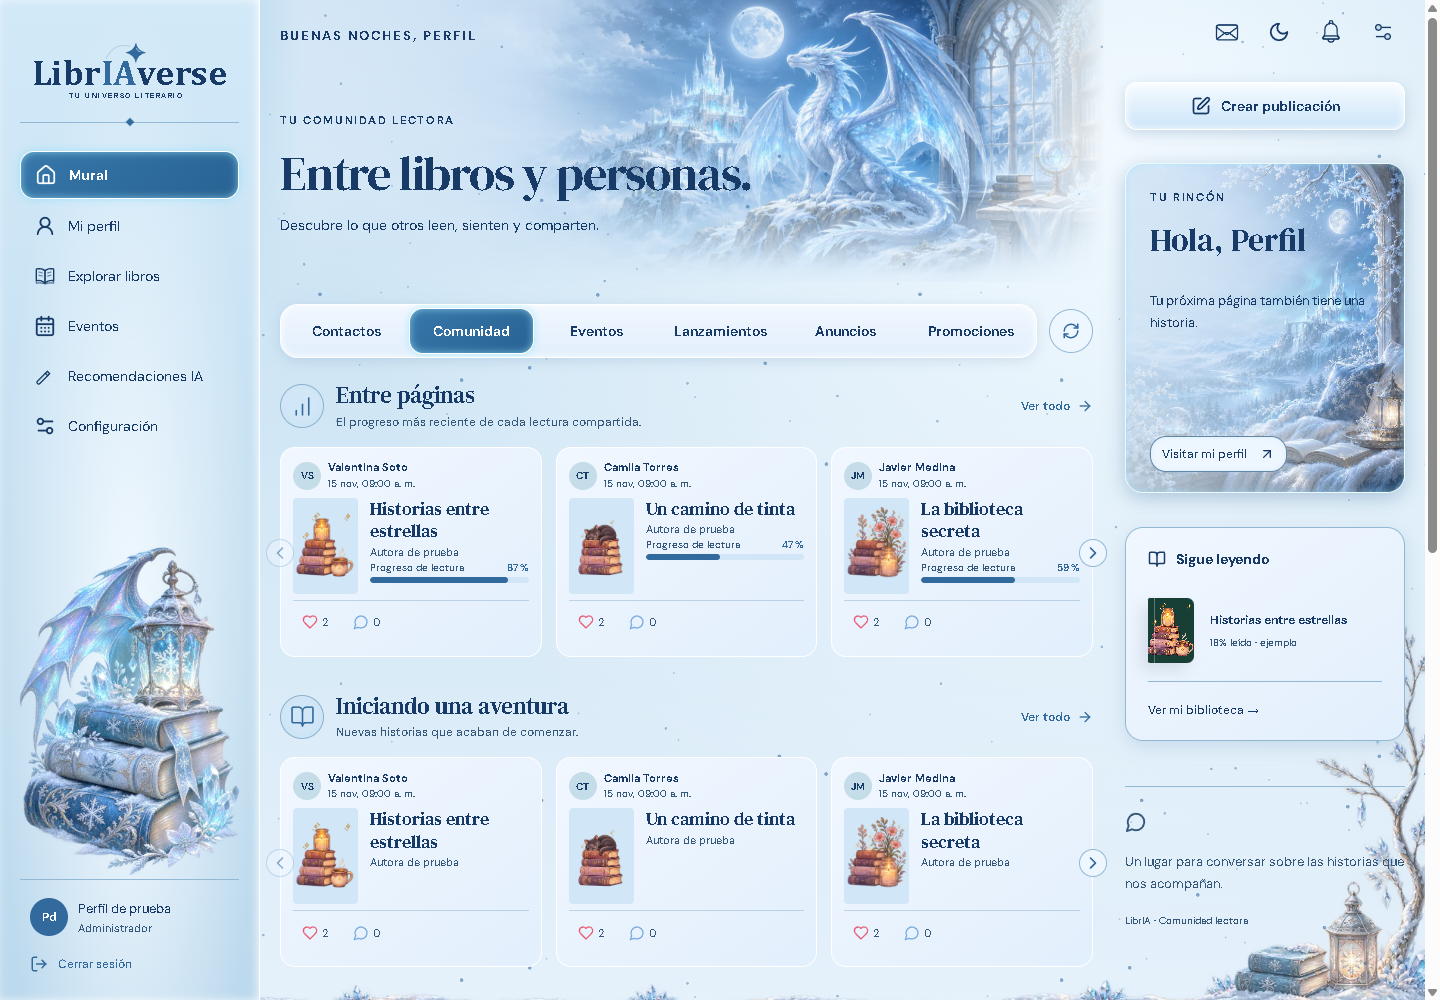 LibrIAverse
TU UNIVERSO LITERARIO
Mural
Mi perfil
Explorar libros
Eventos
Recomendaciones IA
Configuración
Pd
Perfil de prueba
Administrador
Cerrar sesión
BUENAS NOCHES, PERFIL
TU COMUNIDAD LECTORA
Entre libros y personas.
Descubre lo que otros leen, sienten y comparten.
Contactos
Comunidad
Eventos
Lanzamientos
Anuncios
Promociones
Entre páginas
El progreso más reciente de cada lectura compartida.
Ver todo →
VS
Valentina Soto
15 nov, 09:00 a. m.
Historias entre
estrellas
Autora de prueba
Progreso de lectura 87 %
2 0
CT
Camila Torres
15 nov, 09:00 a. m.
Un camino de tinta
Autora de prueba
Progreso de lectura 47 %
2 0
JM
Javier Medina
15 nov, 09:00 a. m.
La biblioteca
secreta
Autora de prueba
Progreso de lectura 59 %
2 0
Iniciando una aventura
Nuevas historias que acaban de comenzar.
Ver todo →
VS
Valentina Soto
15 nov, 09:00 a. m.
Historias entre
estrellas
Autora de prueba
2 0
CT
Camila Torres
15 nov, 09:00 a. m.
Un camino de tinta
Autora de prueba
2 0
JM
Javier Medina
15 nov, 09:00 a. m.
La biblioteca
secreta
Autora de prueba
2 0
Crear publicación
TU RINCÓN
Hola, Perfil
Tu próxima página también tiene una
historia.
Visitar mi perfil
Sigue leyendo
Historias entre estrellas
18% leído · ejemplo
Ver mi biblioteca →
Un lugar para conversar sobre las historias que
nos acompañan.
LibrIA · Comunidad lectora